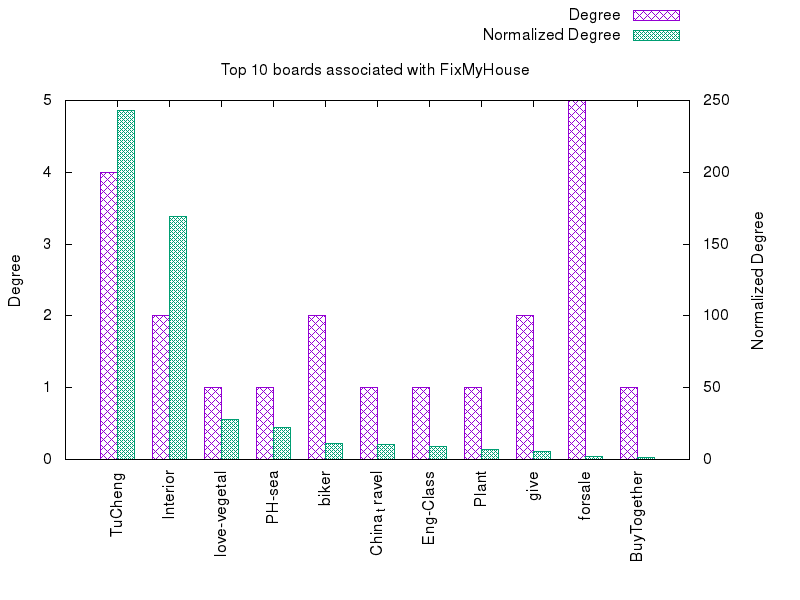 Degree
Normalized Degree
Top 10 boards associated with FixMyHouse
5
4
3
2
1
0
250
200
150
100
50
0
Degree
Normalized Degree
TuCheng
Interior
love-vegetal
PH-sea
biker
Chinatravel
Eng-Class
Plant
give
forsale
BuyTogether